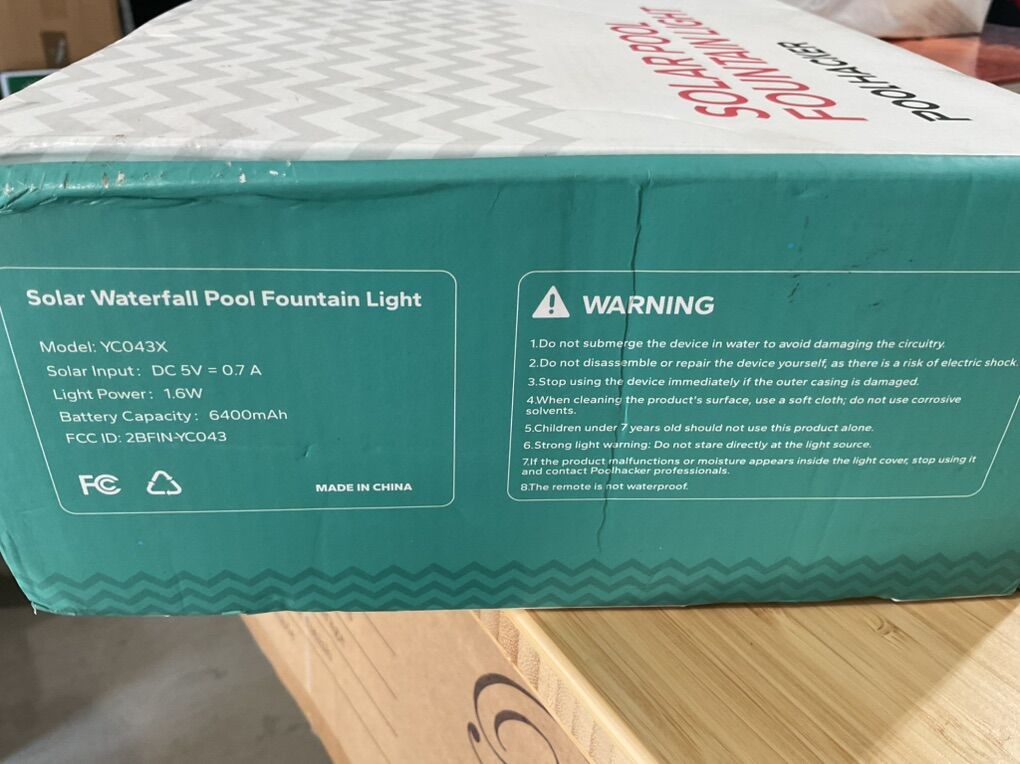 SOLAR POOL
FOUNTAIN LIGHT
POOLHACKER
Solar Waterfall Pool Fountain Light
Model: YC043X
Solar Input: DC 5V = 0.7 A
Light Power: 1.6W
Battery Capacity: 6400mAh
FCC ID: 2BFIN-YC043
FC
MADE IN CHINA
WARNING
1.Do not submerge the device in water to avoid damaging the circuitry.
2.Do not disassemble or repair the device yourself, as there is a risk of electric shock.
3.Stop using the device immediately if the outer casing is damaged.
4.When cleaning the product's surface, use a soft cloth; do not use corrosive
solvents.
5.Children under 7 years old should not use this product alone.
6.Strong light warning: Do not stare directly at the light source.
7.If the product malfunctions or moisture appears inside the light cover, stop using it
and contact Poolhacker professionals.
8.The remote is not waterproof.